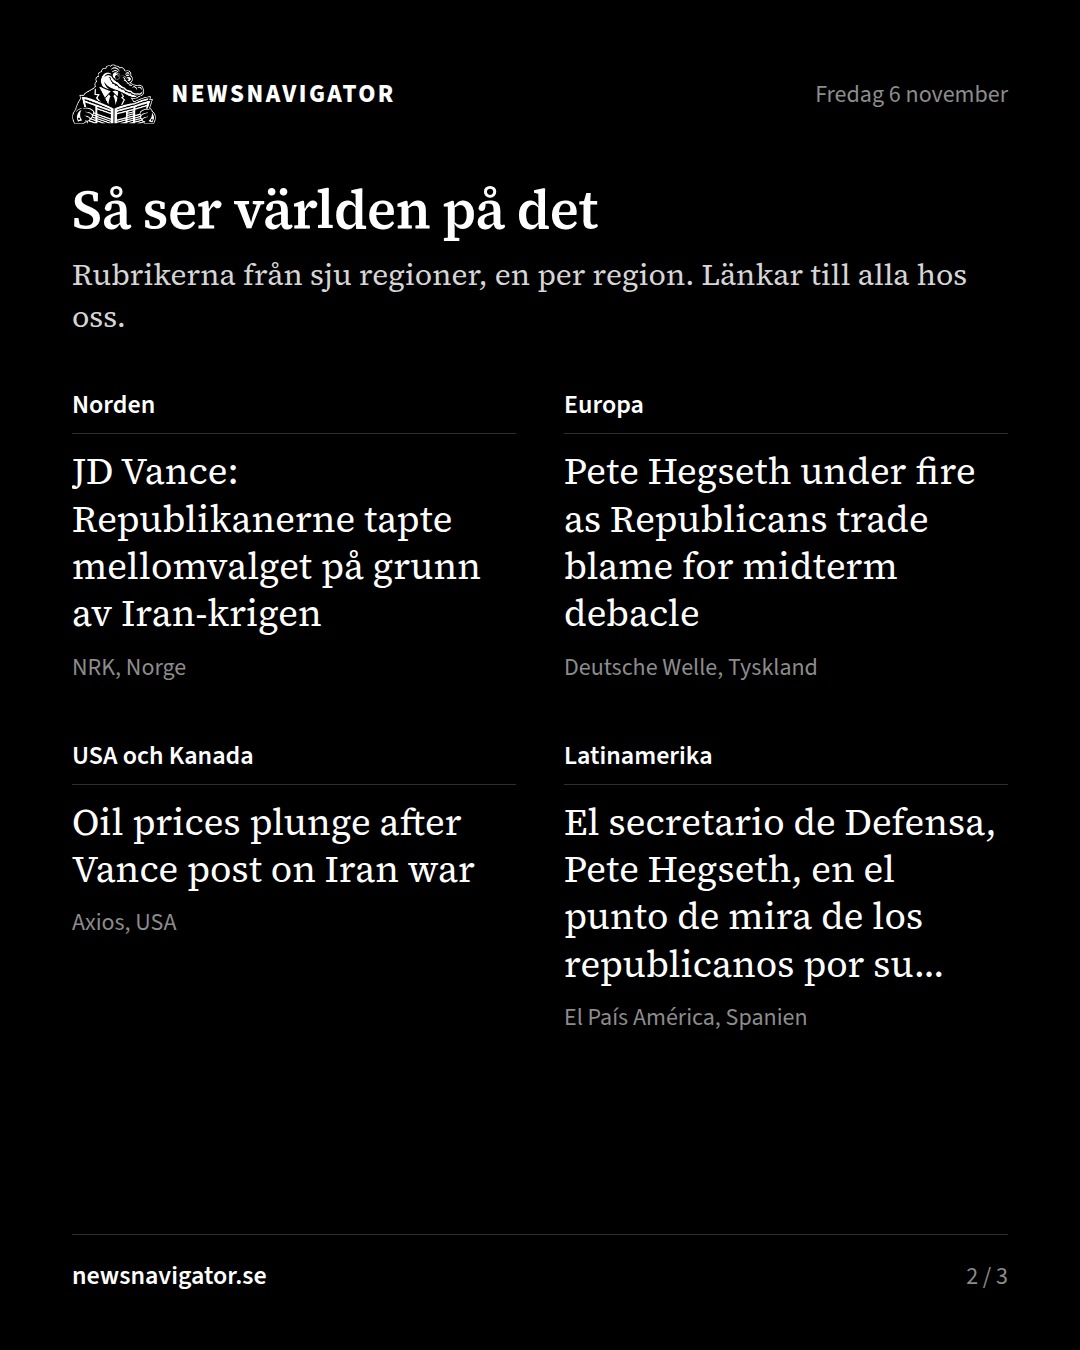 NEWSNAVIGATOR
Fredag 6 november
Så ser världen på det
Rubrikerna från sju regioner, en per region. Länkar till alla hos
oss.
Norden
JD Vance:
Republikanerne tapte
mellomvalget på grunn
av Iran-krigen
NRK, Norge
Europa
Pete Hegseth under fire
as Republicans trade
blame for midterm
debacle
Deutsche Welle, Tyskland
USA och Kanada
Oil prices plunge after
Vance post on Iran war
Axios, USA
Latinamerika
El secretario de Defensa,
Pete Hegseth, en el
punto de mira de los
republicanos por su...
El País América, Spanien
newsnavigator.se
2 / 3